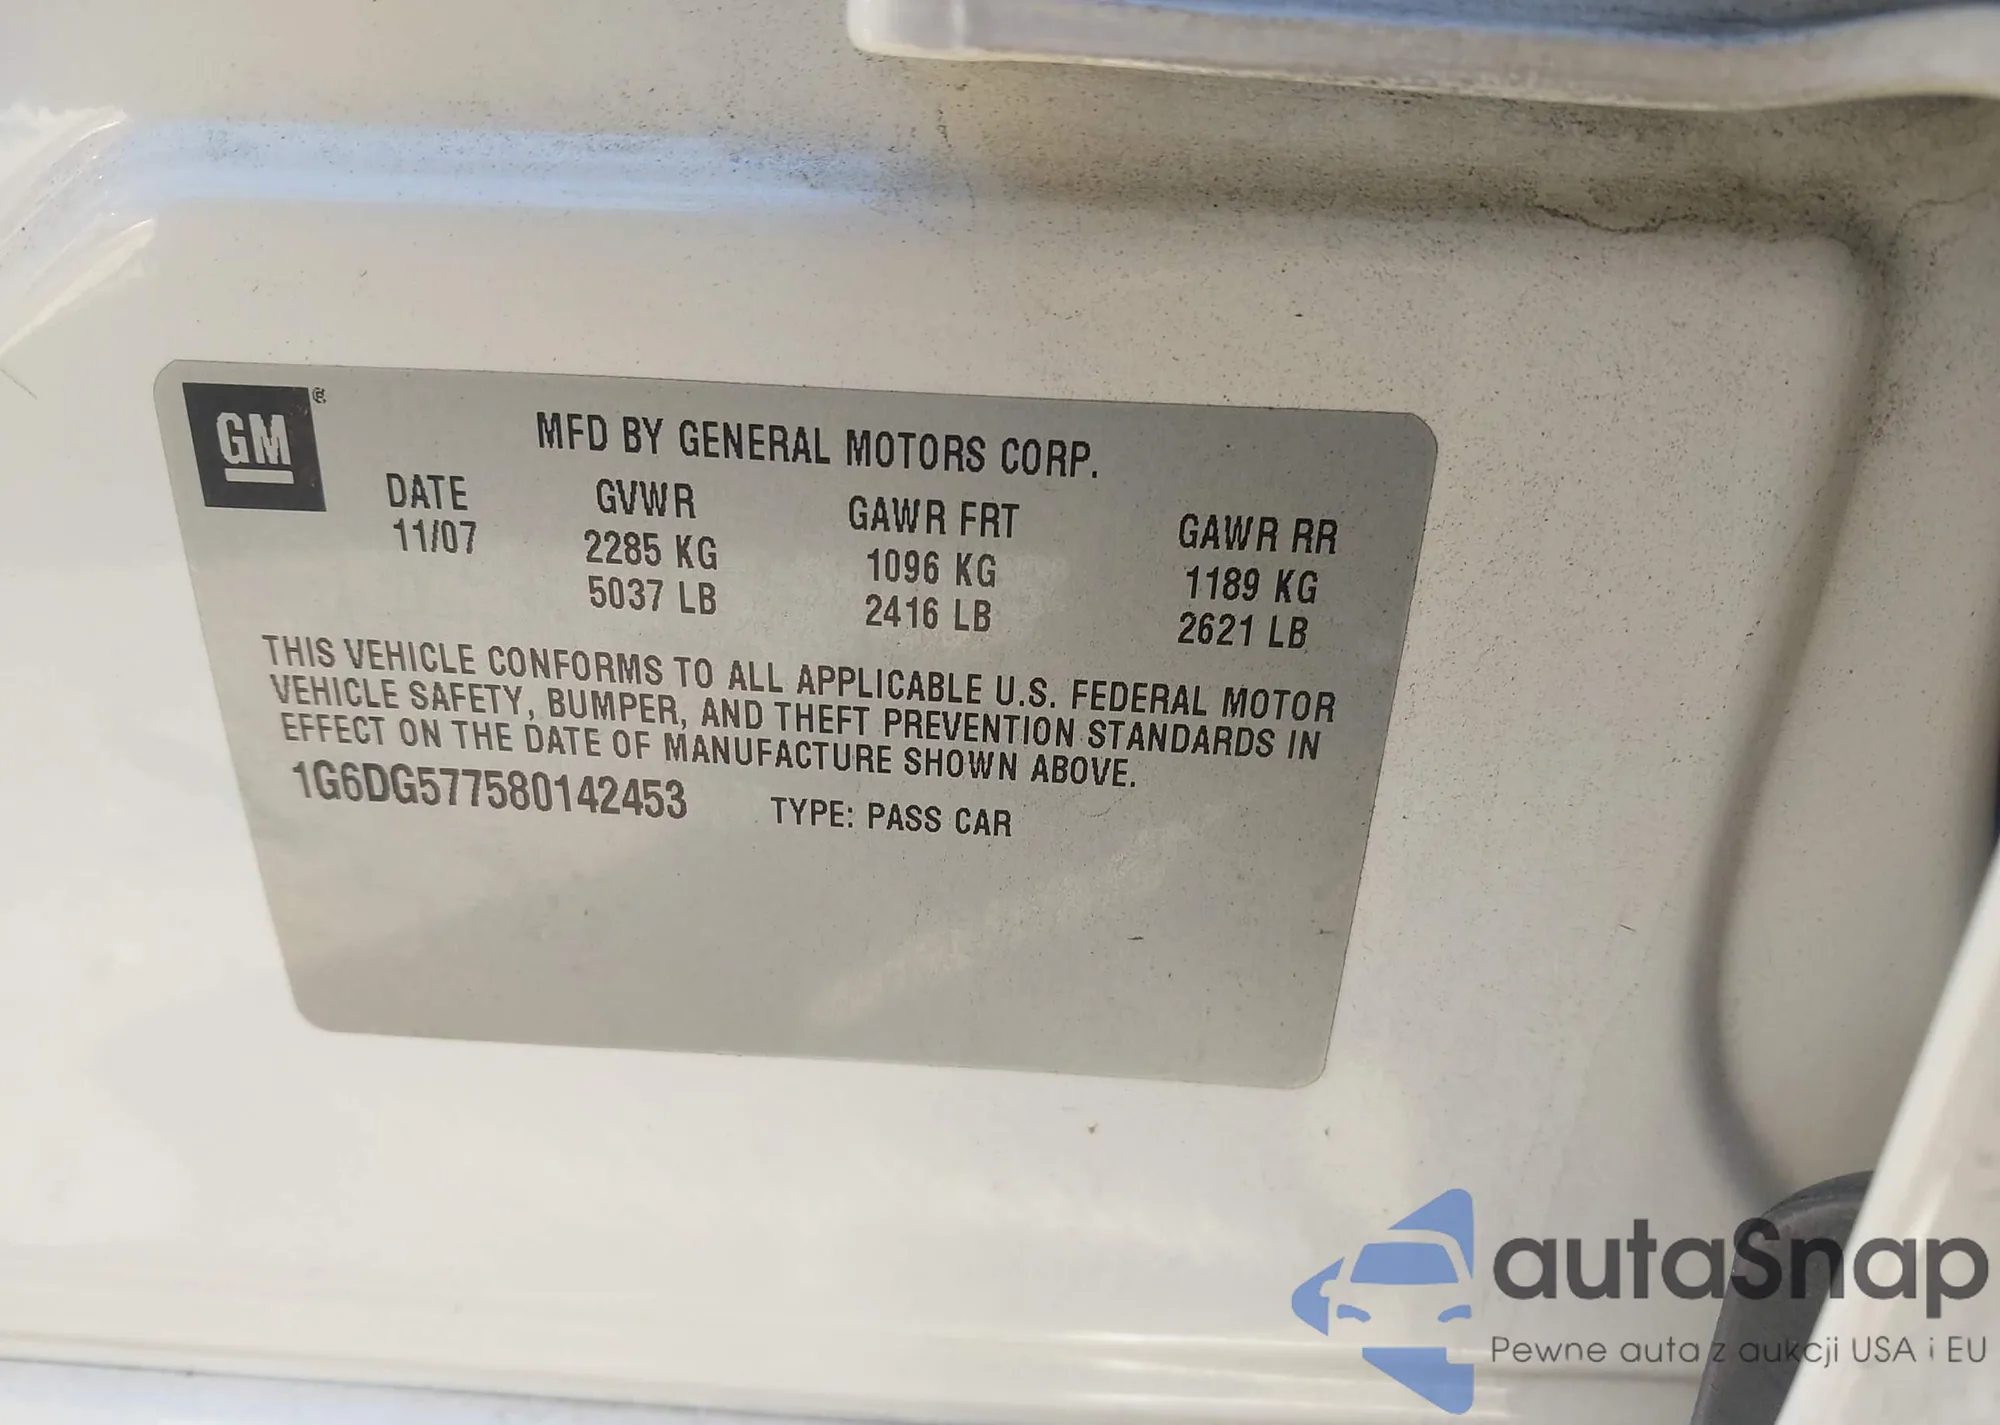 GM®
MFD BY GENERAL MOTORS CORP.
DATE GVWR GAWR FRT GAWR RR
11/07 2285 KG 1096 KG 1189 KG
5037 LB 2416 LB 2621 LB
THIS VEHICLE CONFORMS TO ALL APPLICABLE U.S. FEDERAL MOTOR
VEHICLE SAFETY, BUMPER, AND THEFT PREVENTION STANDARDS IN
EFFECT ON THE DATE OF MANUFACTURE SHOWN ABOVE.
1G6DG577580142453 TYPE: PASS CAR
autaSnap
Pewne auta z aukcji USA i EU